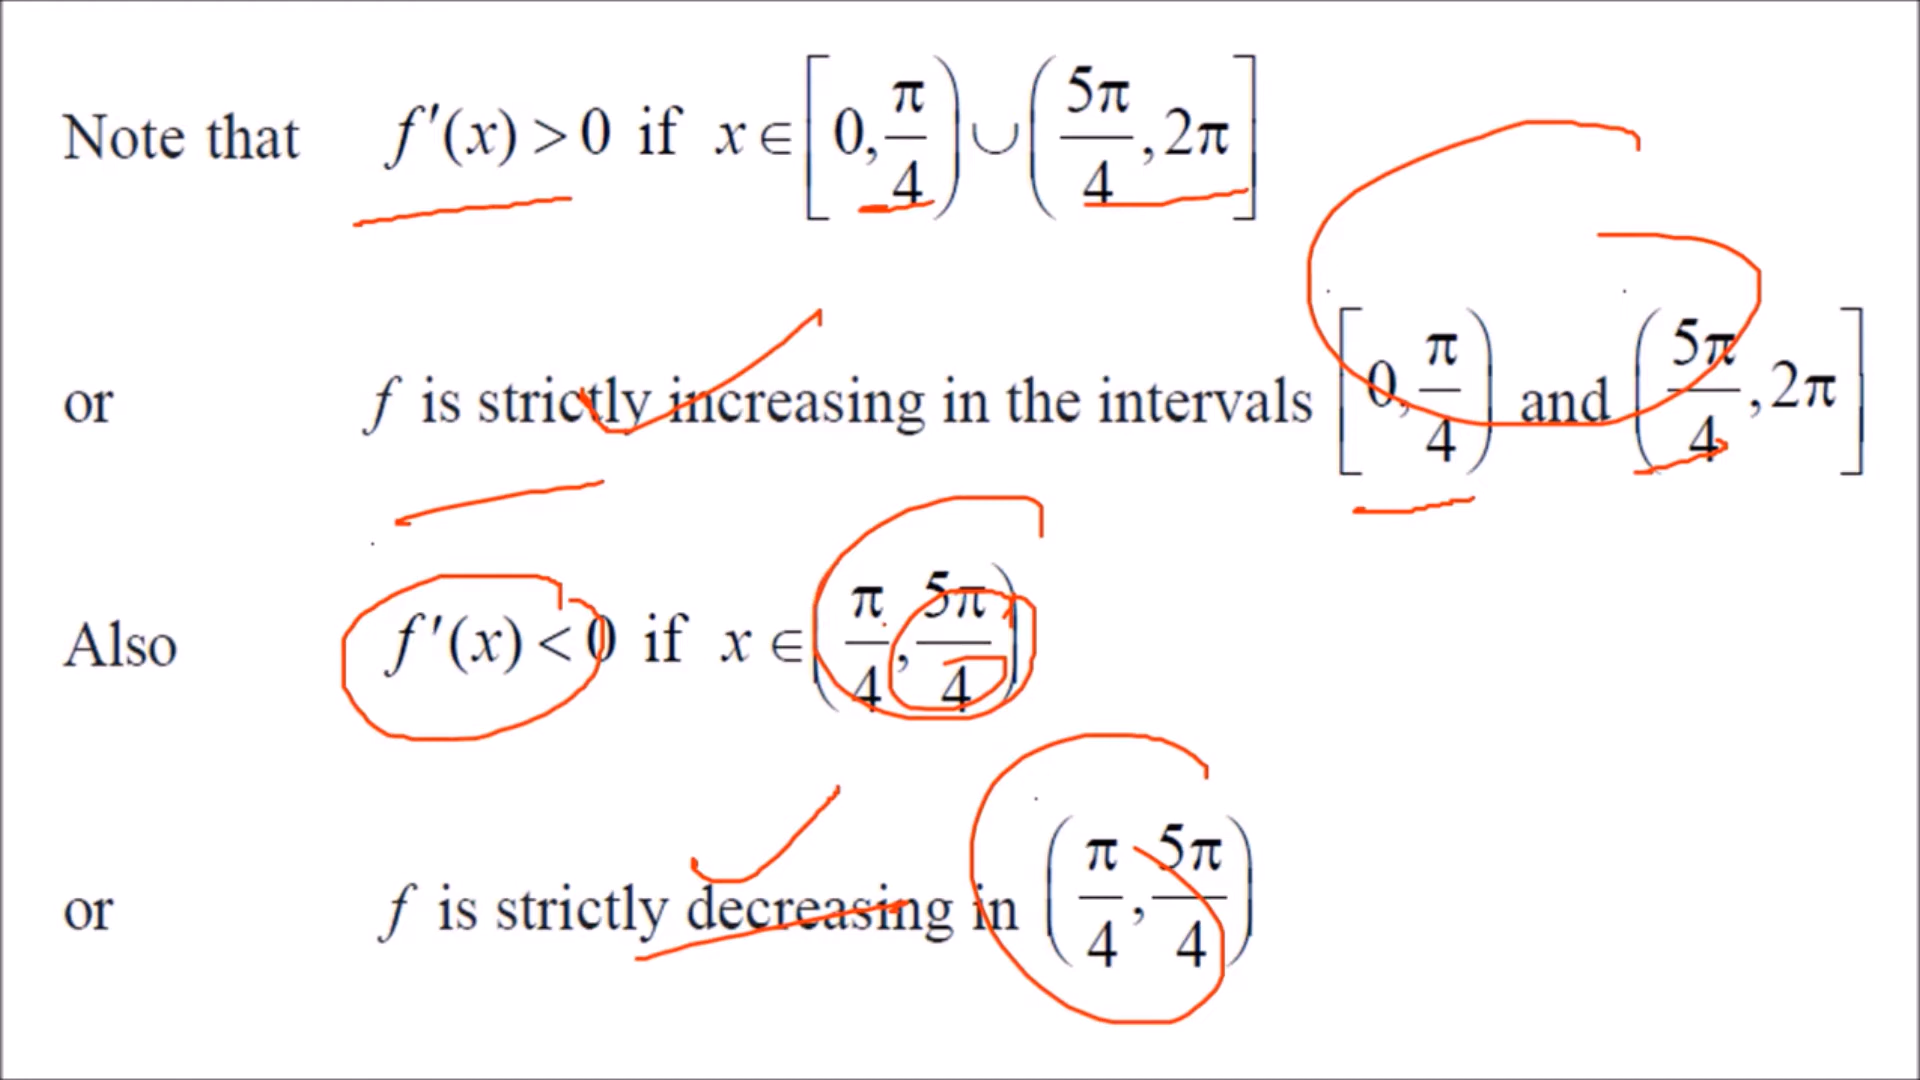 Note that f′(x) > 0 if x ∈ [0, π/4) ∪ (5π/4, 2π]
or f is strictly increasing in the intervals [0, π/4) and (5π/4, 2π]
Also f′(x) < 0 if x ∈ (π/4, 5π/4)
or f is strictly decreasing in (π/4, 5π/4)